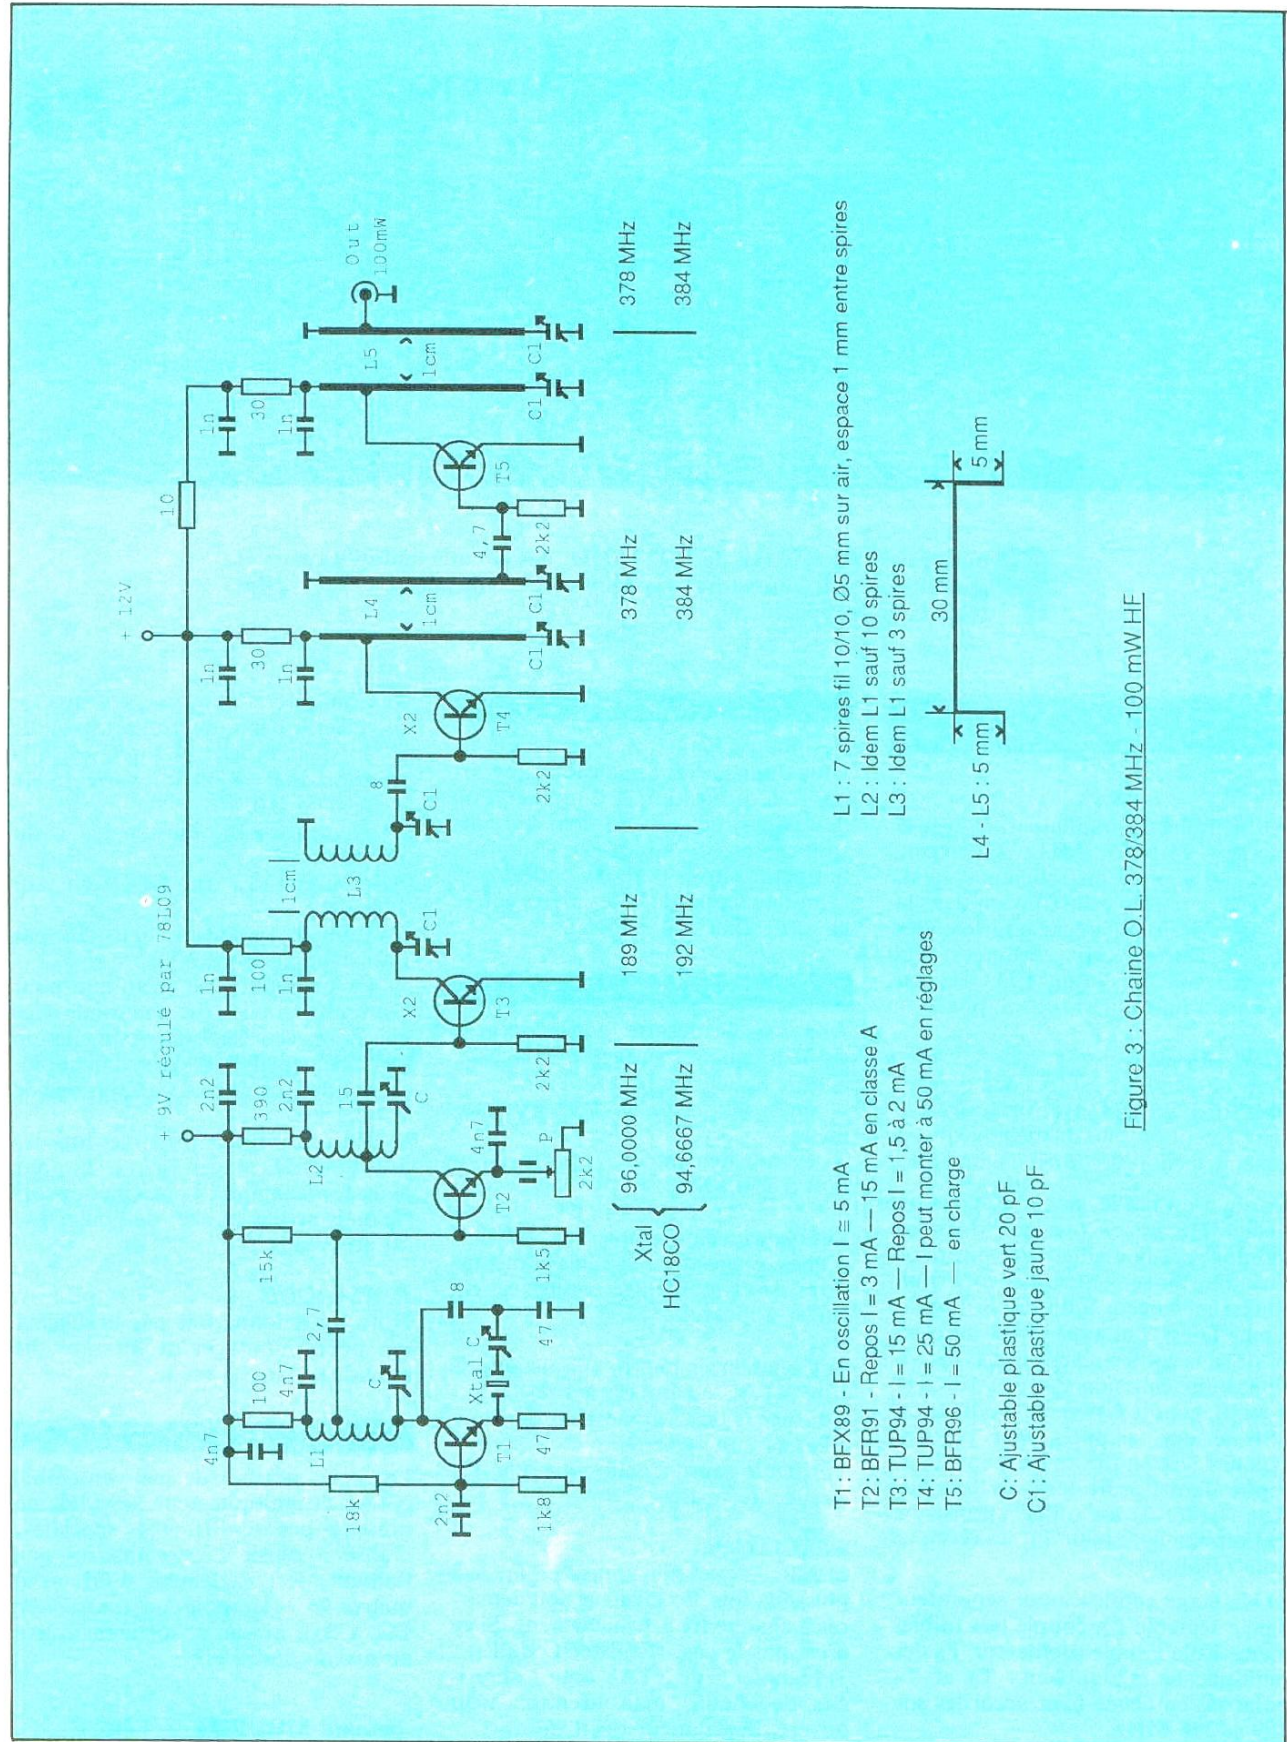 + 9V régulé par 78L09
+ 12V
4n7
100
4n7
L1
2,7
C
18k
2n2
1k8
T1
47
Xtal C
8
47
15k
1k5
2n2
390
2n2
L2
15
C
T2
4n7
P
2k2
1n
100
1n
1cm
L3
C1
X2
T3
2k2
C1
8
X2
T4
2k2
1n
30
1n
L4
1cm
C1
C1
4,7
2k2
10
T5
1n
30
1n
L5
1cm
C1
C1
Out
100mW
Xtal
HC18CO
96,0000 MHz
94,6667 MHz
189 MHz
192 MHz
378 MHz
384 MHz
378 MHz
384 MHz
T1 : BFX89 - En oscillation I ≅ 5 mA
T2 : BFR91 - Repos I = 3 mA — 15 mA en classe A
T3 : TUP94 - I = 15 mA — Repos I = 1,5 à 2 mA
T4 : TUP94 - I = 25 mA — I peut monter à 50 mA en réglages
T5 : BFR96 - I = 50 mA — en charge
C: Ajustable plastique vert 20 pF
C1: Ajustable plastique jaune 10 pF
L1 : 7 spires fil 10/10, Ø5 mm sur air, espace 1 mm entre spires
L2 : Idem L1 sauf 10 spires
L3 : Idem L1 sauf 3 spires
L4 - L5 : 5 mm
30 mm
5 mm
Figure 3 : Chaine O.L. 378/384 MHz - 100 mW HF